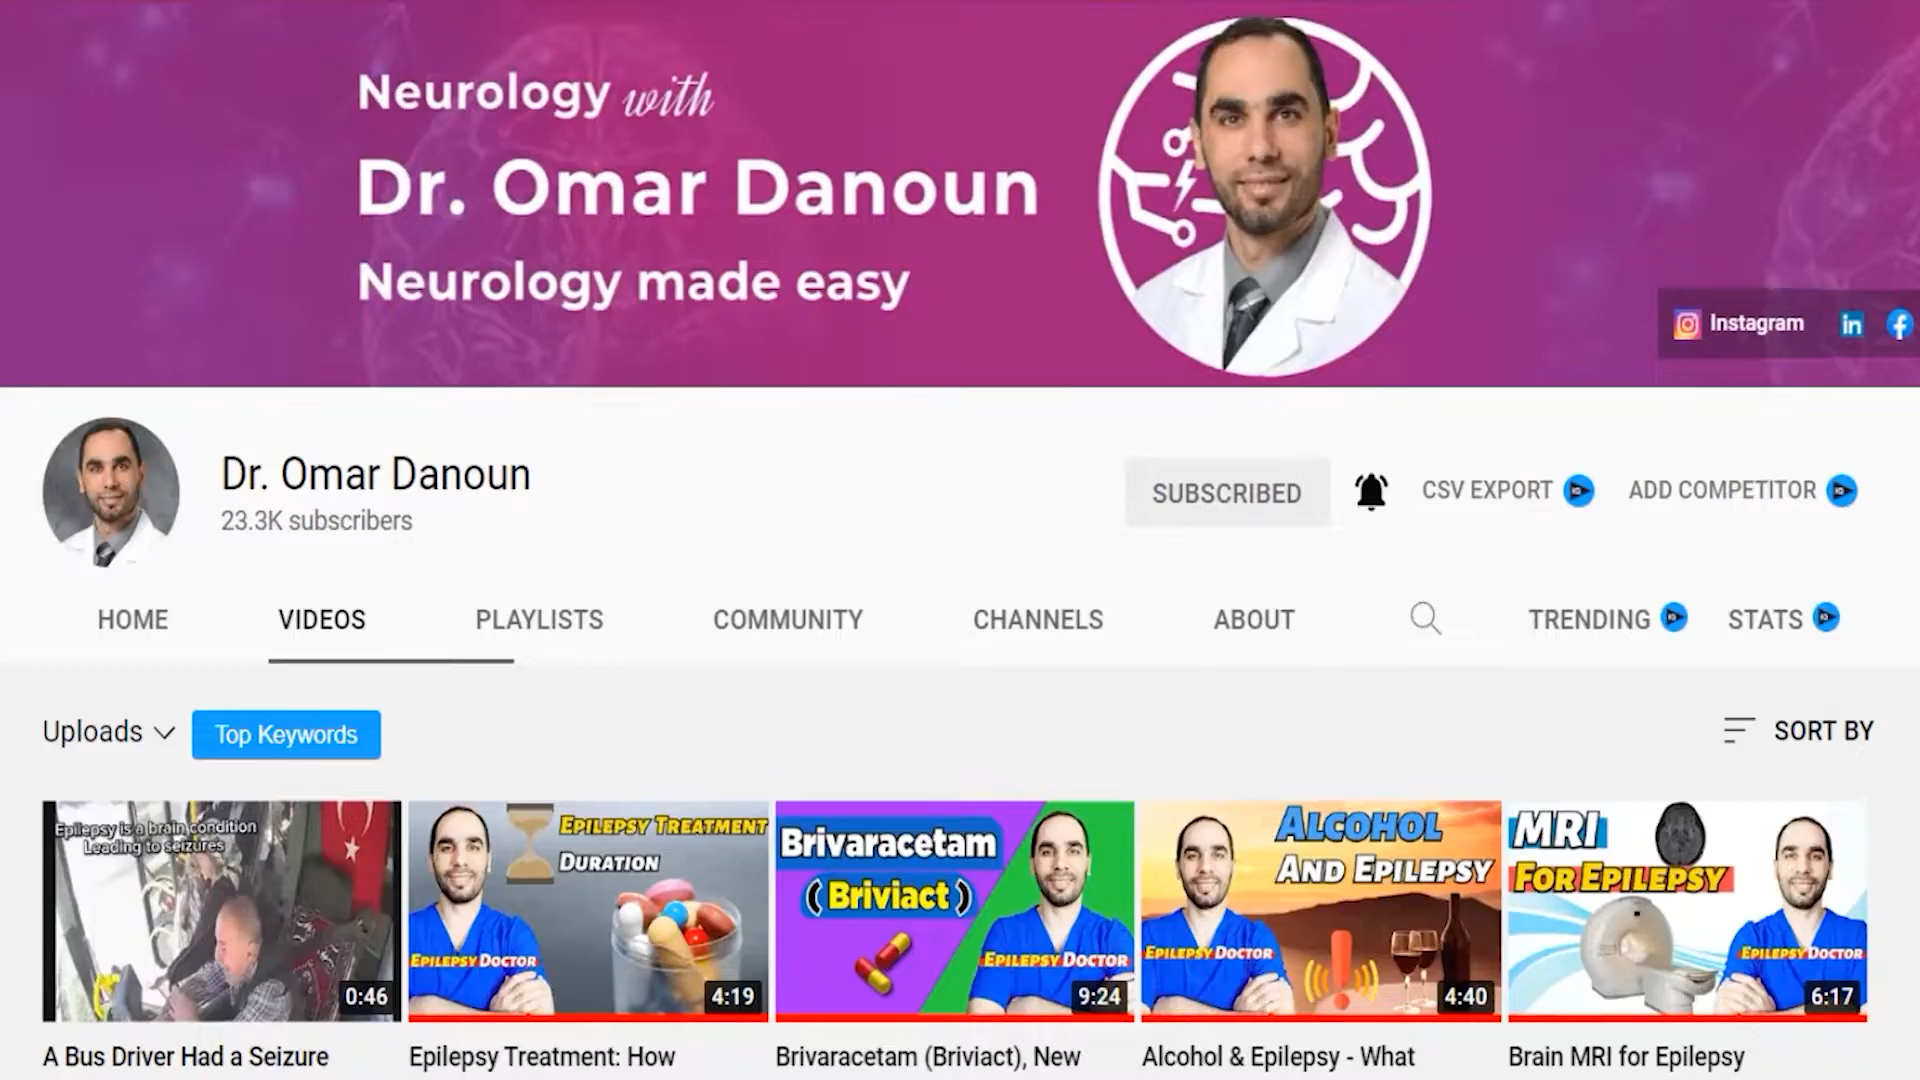 Neurology with
Dr. Omar Danoun
Neurology made easy
Instagram
in
Dr. Omar Danoun
23.3K subscribers
SUBSCRIBED
CSV EXPORT
ADD COMPETITOR
HOME
VIDEOS
PLAYLISTS
COMMUNITY
CHANNELS
ABOUT
TRENDING
STATS
Uploads
Top Keywords
SORT BY
Epilepsy is a brain condition
Leading to seizures
0:46
EPILEPSY TREATMENT
DURATION
EPILEPSY DOCTOR
4:19
Brivaracetam
(Briviact)
EPILEPSY DOCTOR
9:24
ALCOHOL
AND EPILEPSY
EPILEPSY DOCTOR
4:40
MRI
FOR EPILEPSY
EPILEPSY DOCTOR
6:17
A Bus Driver Had a Seizure
Epilepsy Treatment: How
Brivaracetam (Briviact), New
Alcohol & Epilepsy - What
Brain MRI for Epilepsy